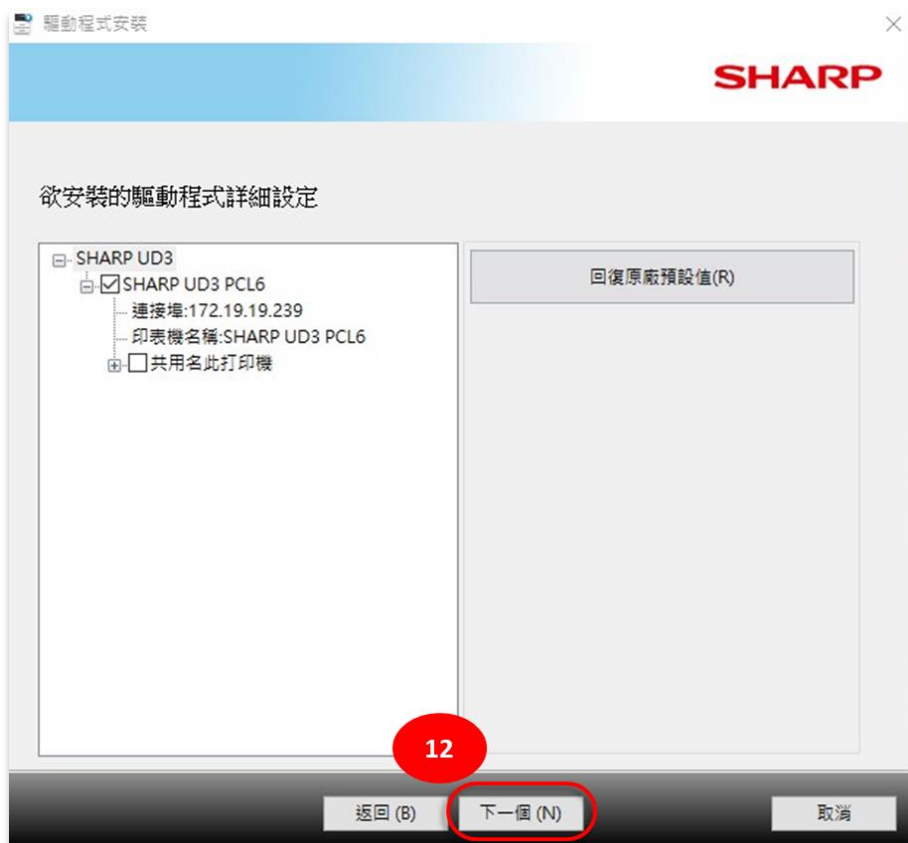 驅動程式安裝
SHARP
欲安裝的驅動程式詳細設定
SHARP UD3
SHARP UD3 PCL6
連接埠:172.19.19.239
印表機名稱:SHARP UD3 PCL6
共用名此打印機
回復原廠預設值(R)
12
返回 (B)
下一個 (N)
取消